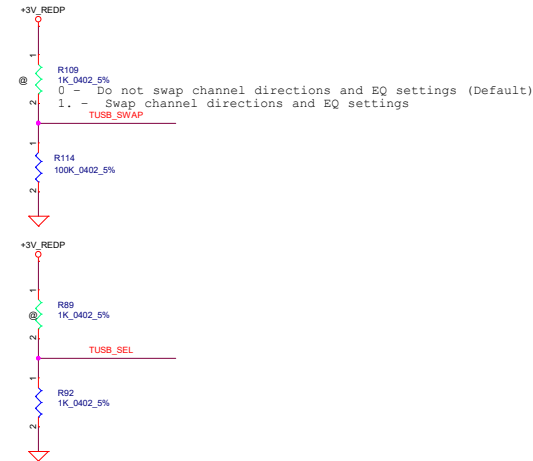 +3V_REDP
1
R109
@ 1K_0402_5%
0 - Do not swap channel directions and EQ settings (Default)
2
1. - Swap channel directions and EQ settings
TUSB_SWAP
1
R114
100K_0402_5%
2
+3V_REDP
1
R89
@ 1K_0402_5%
2
TUSB_SEL
1
R92
1K_0402_5%
2